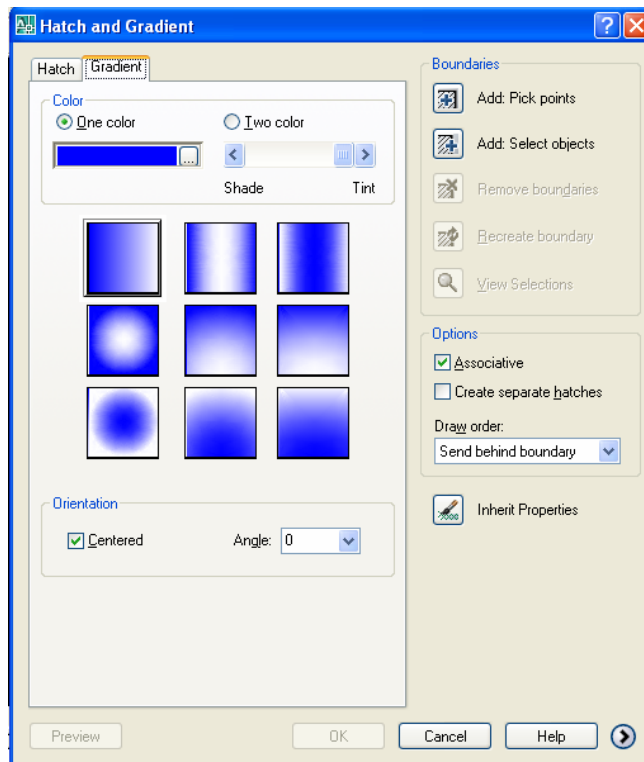 Hatch and Gradient
Hatch Gradient
Color
One color Two color
...
Shade Tint
Orientation
Centered Angle: 0
Boundaries
Add: Pick points
Add: Select objects
Remove boundaries
Recreate boundary
View Selections
Options
Associative
Create separate hatches
Draw order:
Send behind boundary
Inherit Properties
Preview OK Cancel Help